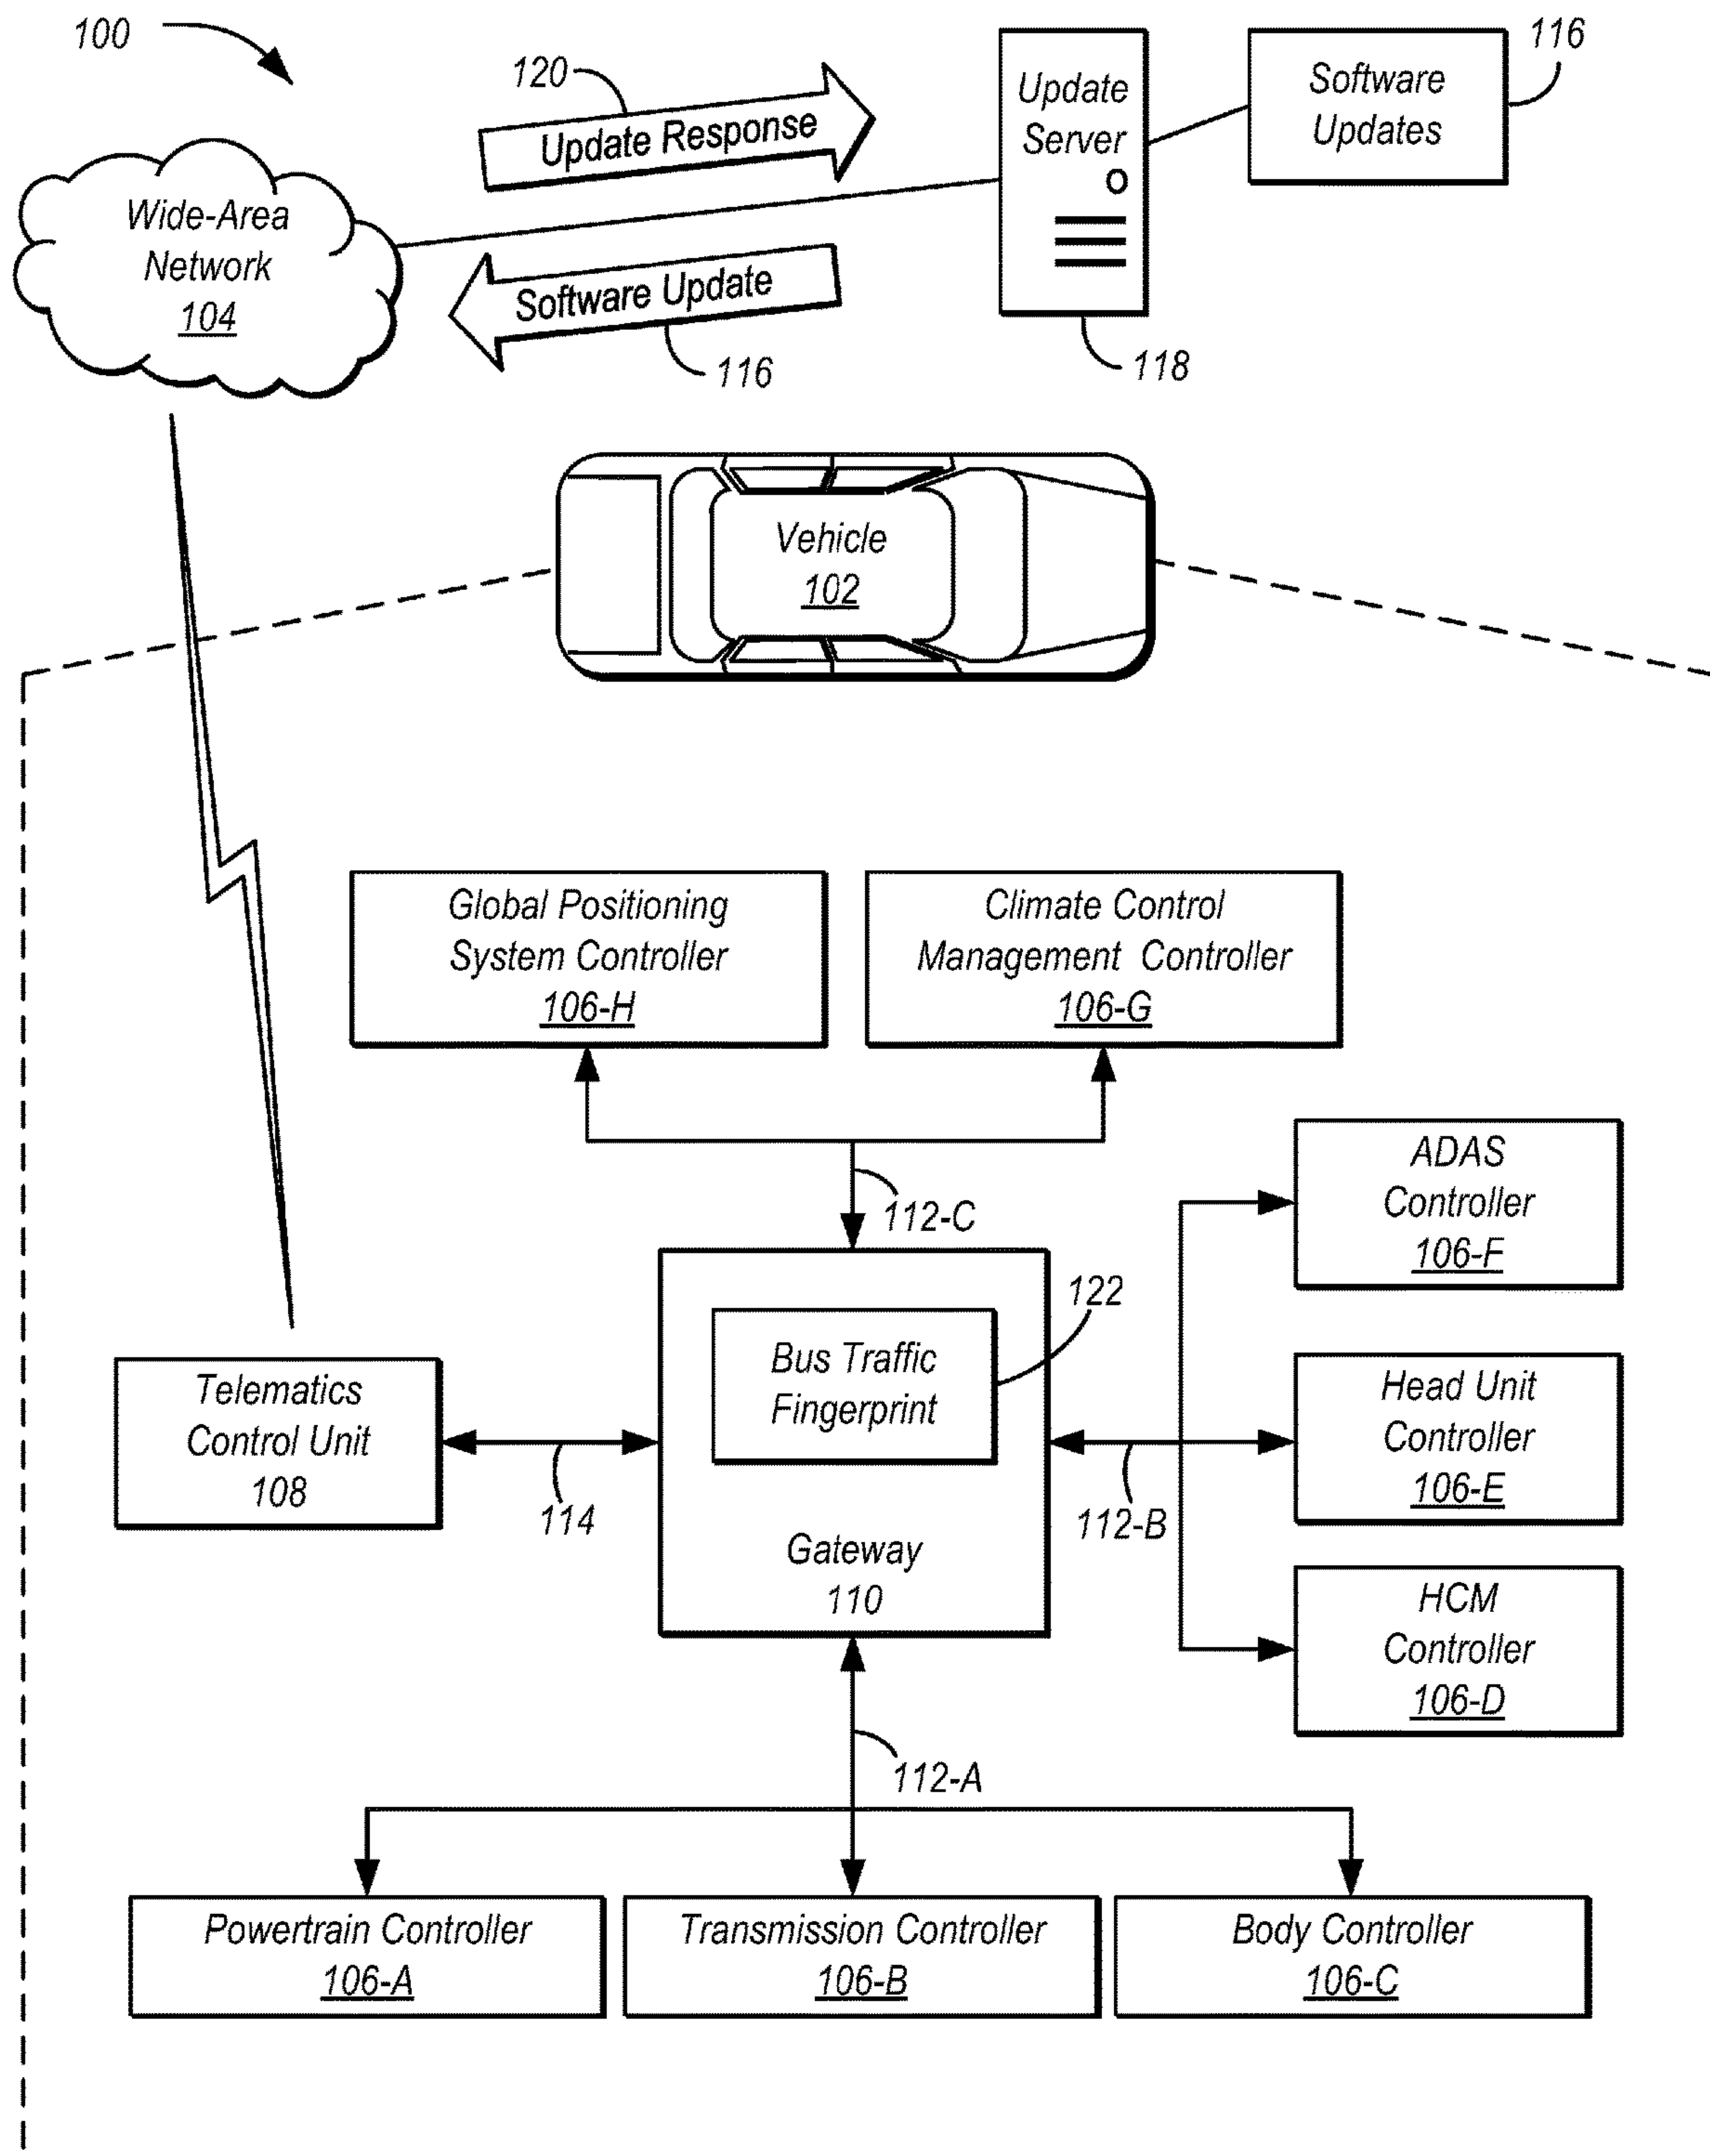 100
120
Update Response
Update
Server
Software
Updates
116
Wide-Area
Network
104
Software Update
116
118
Vehicle
102
Global Positioning
System Controller
106-H
Climate Control
Management Controller
106-G
112-C
ADAS
Controller
106-F
122
Bus Traffic
Fingerprint
Telematics
Control Unit
108
114
Gateway
110
112-B
Head Unit
Controller
106-E
HCM
Controller
106-D
112-A
Powertrain Controller
106-A
Transmission Controller
106-B
Body Controller
106-C